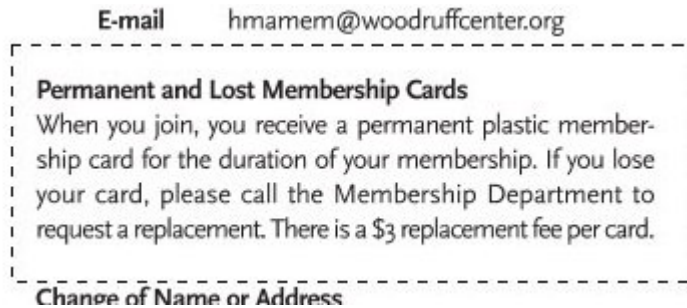 E-mail hmamem@woodruffcenter.org
Permanent and Lost Membership Cards
When you join, you receive a permanent plastic member-
ship card for the duration of your membership. If you lose
your card, please call the Membership Department to
request a replacement. There is a $3 replacement fee per card.
Change of Name or Address